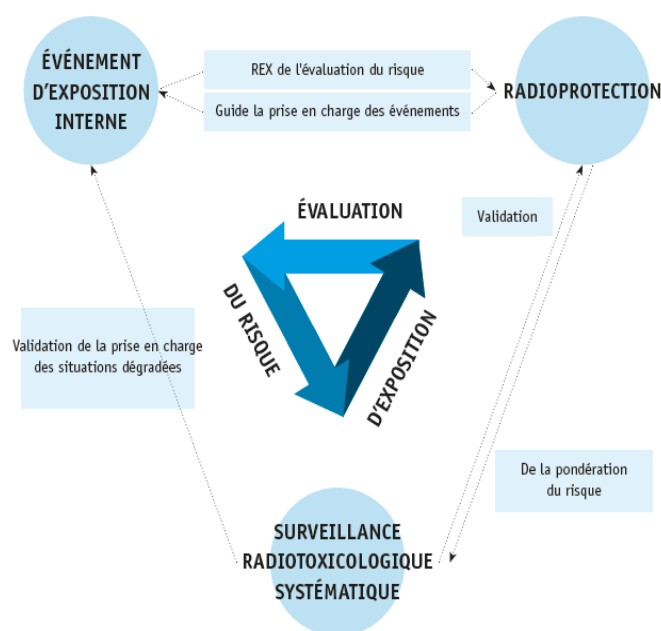 ÉVÉNEMENT
D'EXPOSITION
INTERNE
REX de l'évaluation du risque
Guide la prise en charge des événements
RADIOPROTECTION
ÉVALUATION
DU RISQUE
D'EXPOSITION
Validation
Validation de la prise en charge
des situations dégradées
De la pondération
du risque
SURVEILLANCE
RADIOTOXICOLOGIQUE
SYSTÉMATIQUE